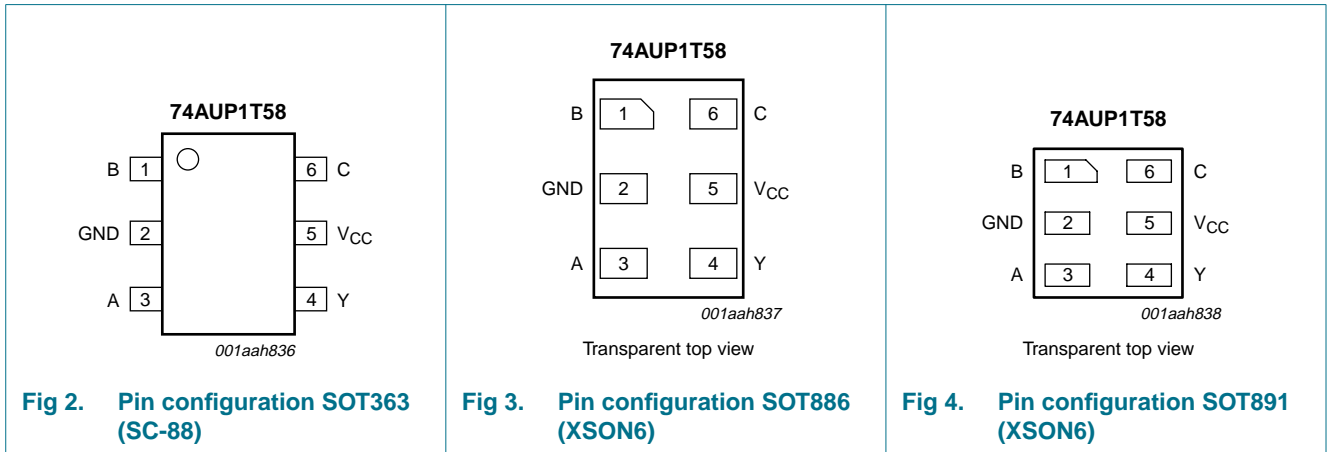 74AUP1T58
B 1 6 C
GND 2 5 VCC
A 3 4 Y
001aah836
Fig 2. Pin configuration SOT363
(SC-88)
74AUP1T58
B 1 6 C
GND 2 5 VCC
A 3 4 Y
001aah837
Transparent top view
Fig 3. Pin configuration SOT886
(XSON6)
74AUP1T58
B 1 6 C
GND 2 5 VCC
A 3 4 Y
001aah838
Transparent top view
Fig 4. Pin configuration SOT891
(XSON6)